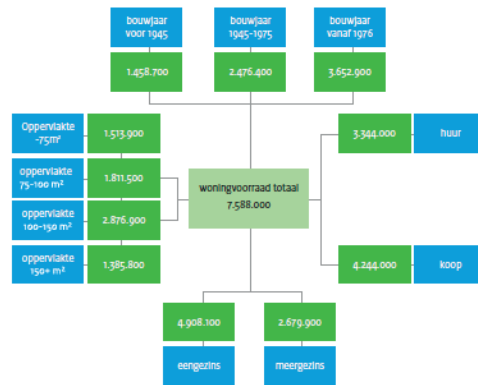 bouwjaar
voor 1945
bouwjaar
1945-1975
bouwjaar
vanaf 1976
1.458.700
2.476.400
3.652.900
Oppervlakte
-75m²
1.513.900
3.344.000
huur
oppervlakte
75-100 m²
1.811.500
woningvoorraad totaal
7.588.000
oppervlakte
100-150 m²
2.876.900
oppervlakte
150+ m²
1.385.800
4.244.000
koop
4.908.100
2.679.900
eengezins
meergezins